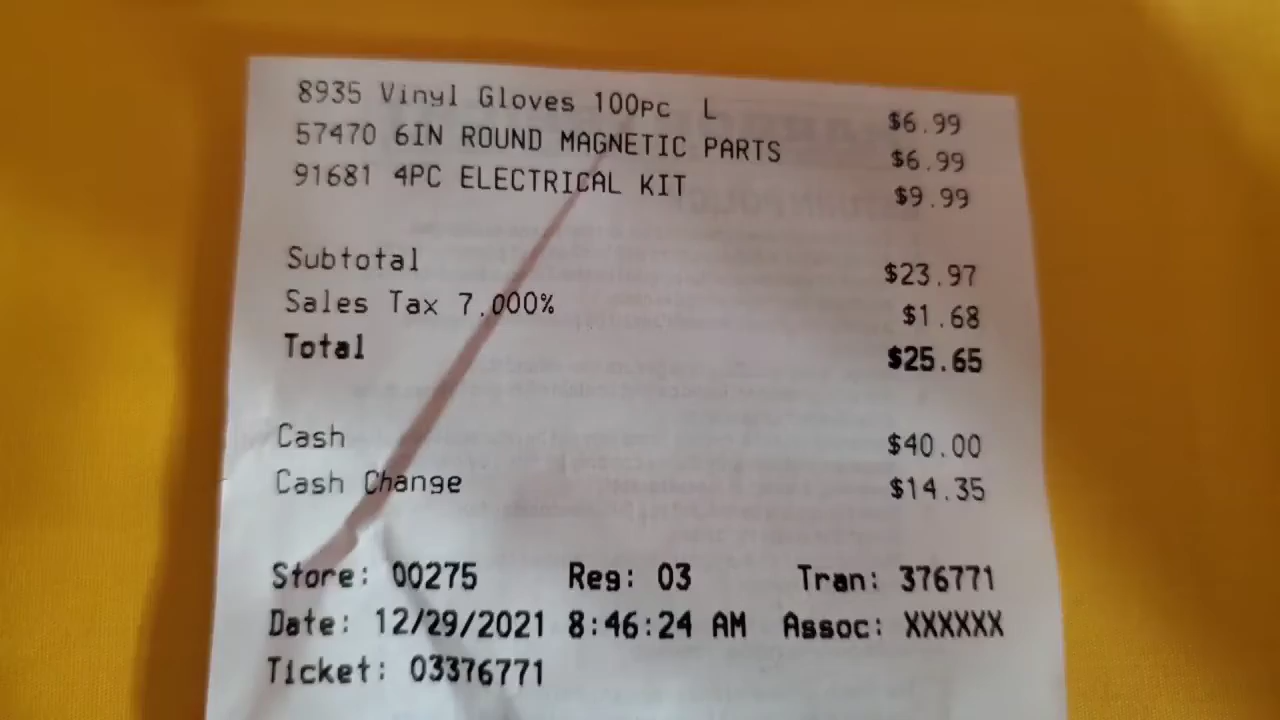 8935 Vinyl Gloves 100pc L $6.99
57470 6IN ROUND MAGNETIC PARTS $6.99
91681 4PC ELECTRICAL KIT $9.99
Subtotal $23.97
Sales Tax 7.000% $1.68
Total $25.65
Cash $40.00
Cash Change $14.35
Store: 00275 Reg: 03 Tran: 376771
Date: 12/29/2021 8:46:24 AM Assoc: XXXXXX
Ticket: 03376771